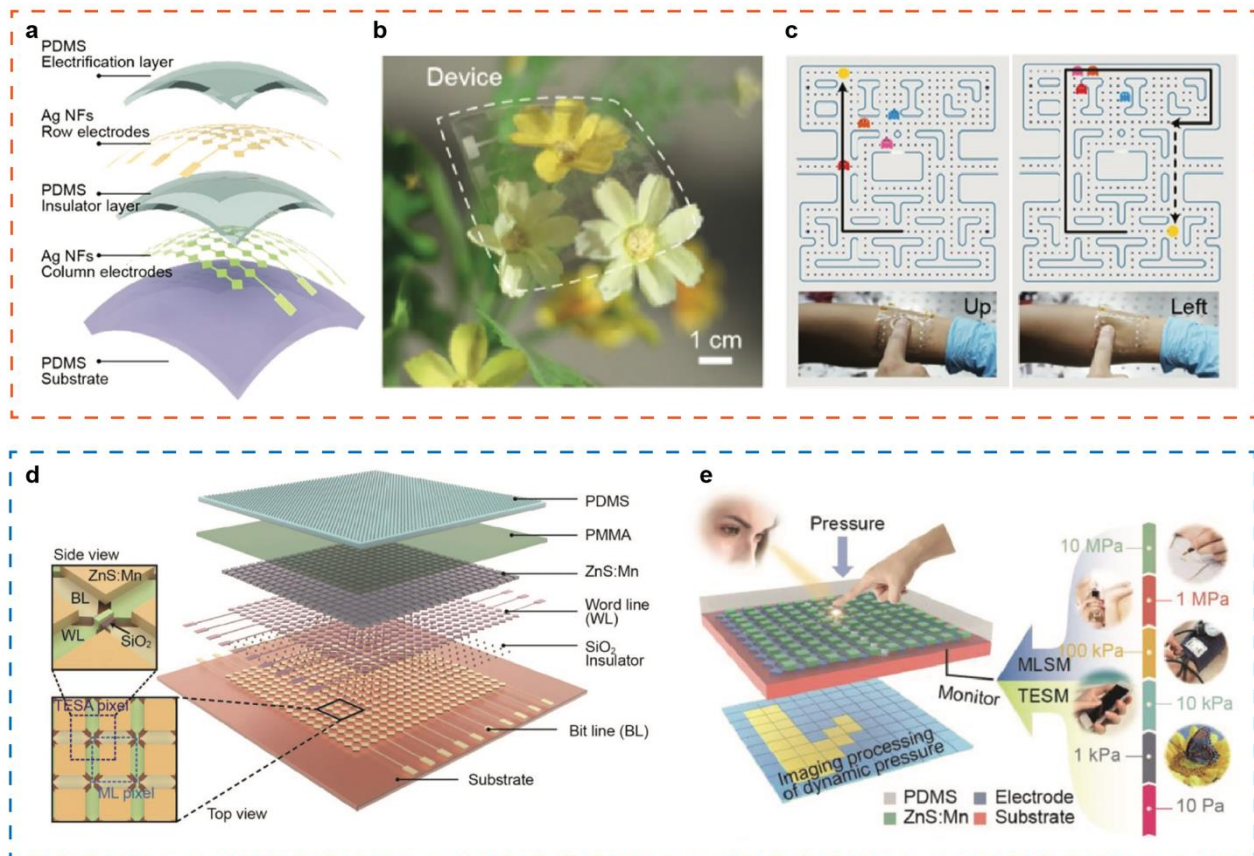 a
PDMS
Electrification layer
Ag NFs
Row electrodes
PDMS
Insulator layer
Ag NFs
Column electrodes
PDMS
Substrate
b
Device
1 cm
c
Up
Left
d
PDMS
PMMA
ZnS:Mn
Word line
(WL)
SiO₂
Insulator
Bit line (BL)
Substrate
Side view
ZnS:Mn
BL
WL
SiO₂
TESA pixel
ML pixel
Top view
e
Pressure
Monitor
MLSM
TESM
Imaging processing
of dynamic pressure
PDMS
Electrode
ZnS:Mn
Substrate
10 MPa
1 MPa
100 kPa
10 kPa
1 kPa
10 Pa